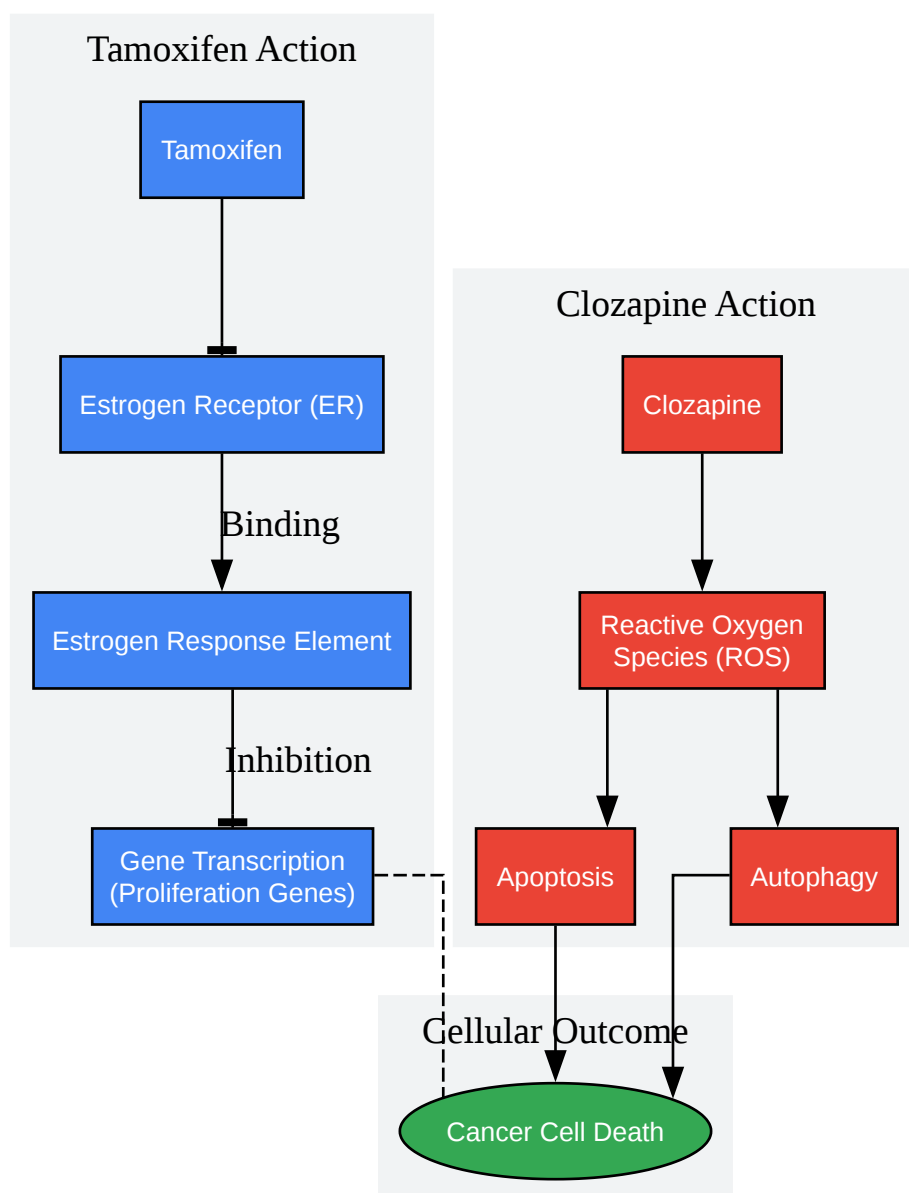 Tamoxifen Action
Tamoxifen
Estrogen Receptor (ER)
Binding
Estrogen Response Element
Inhibition
Gene Transcription
(Proliferation Genes)
Clozapine Action
Clozapine
Reactive Oxygen
Species (ROS)
Apoptosis
Autophagy
Cellular Outcome
Cancer Cell Death